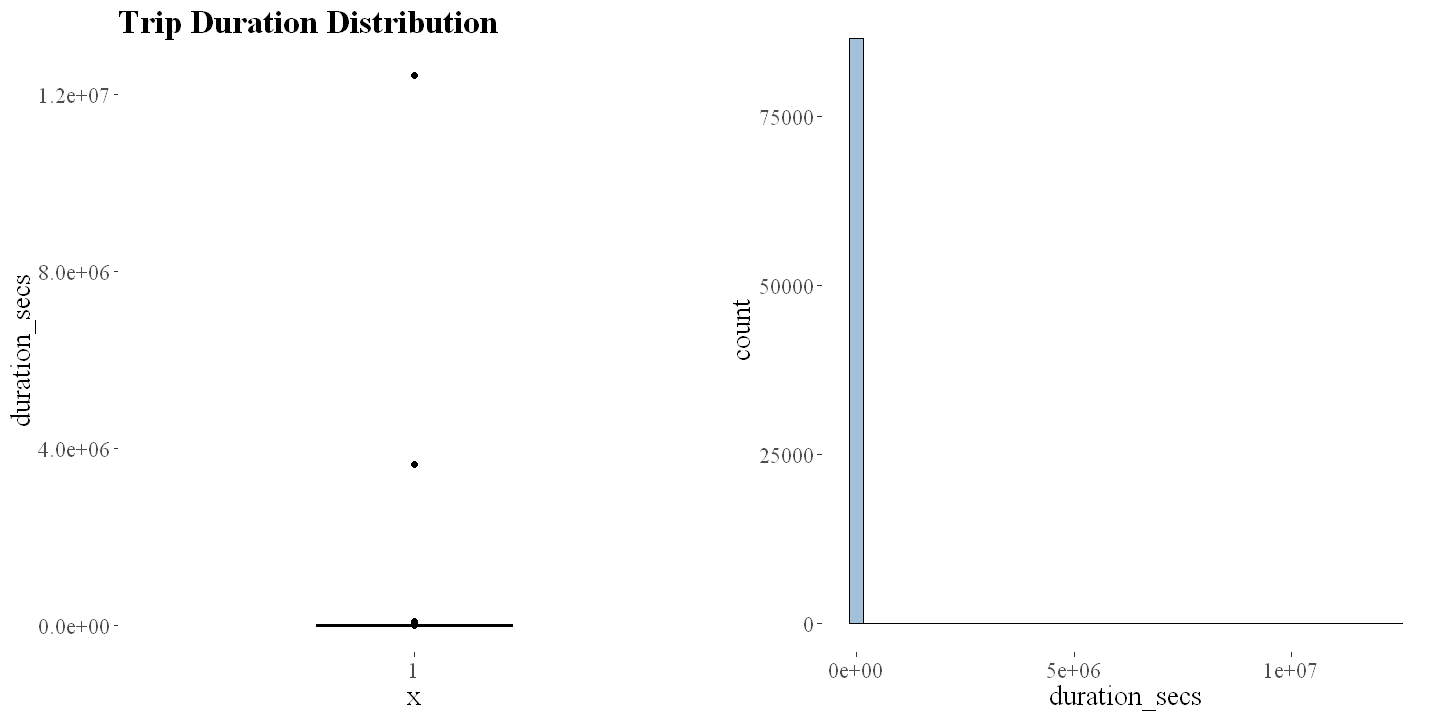 Trip Duration Distribution
duration_secs
1.2e+07
8.0e+06
4.0e+06
0.0e+00
1
x
count
75000
50000
25000
0
0e+00 5e+06 1e+07
duration_secs